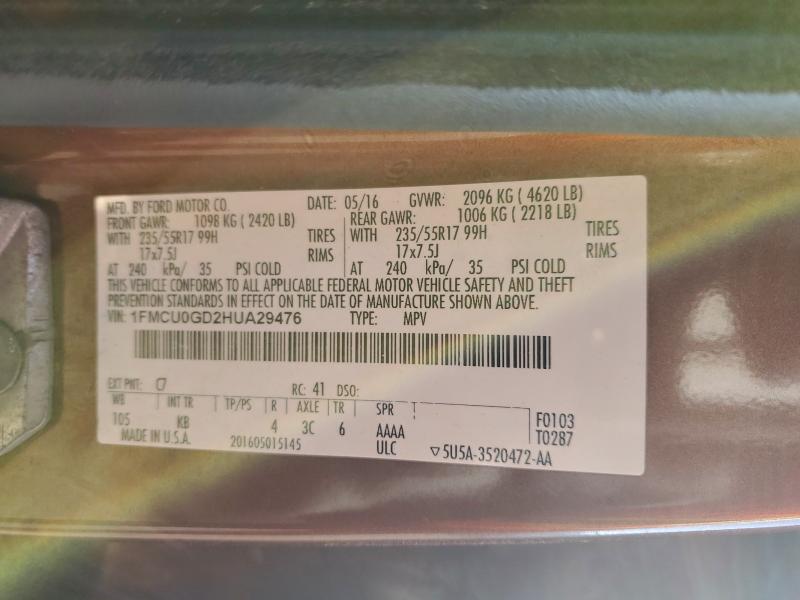 MFD. BY FORD MOTOR CO. DATE: 05/16 GVWR: 2096 KG ( 4620 LB)
FRONT GAWR: 1098 KG ( 2420 LB) REAR GAWR: 1006 KG ( 2218 LB)
WITH 235/55R17 99H TIRES WITH 235/55R17 99H TIRES
17x7.5J RIMS 17x7.5J RIMS
AT 240 kPa/ 35 PSI COLD AT 240 kPa/ 35 PSI COLD
THIS VEHICLE CONFORMS TO ALL APPLICABLE FEDERAL MOTOR VEHICLE SAFETY AND THEFT
PREVENTION STANDARDS IN EFFECT ON THE DATE OF MANUFACTURE SHOWN ABOVE.
VIN: 1FMCU0GD2HUA29476 TYPE: MPV
EXT PNT: C7 RC: 41 DSO:
WB INT TR TP/PS R AXLE TR SPR
105 KB 4 3C 6 AAAA F0103
MADE IN U.S.A. 201605015145 ULC T0287
▽5U5A-3520472-AA